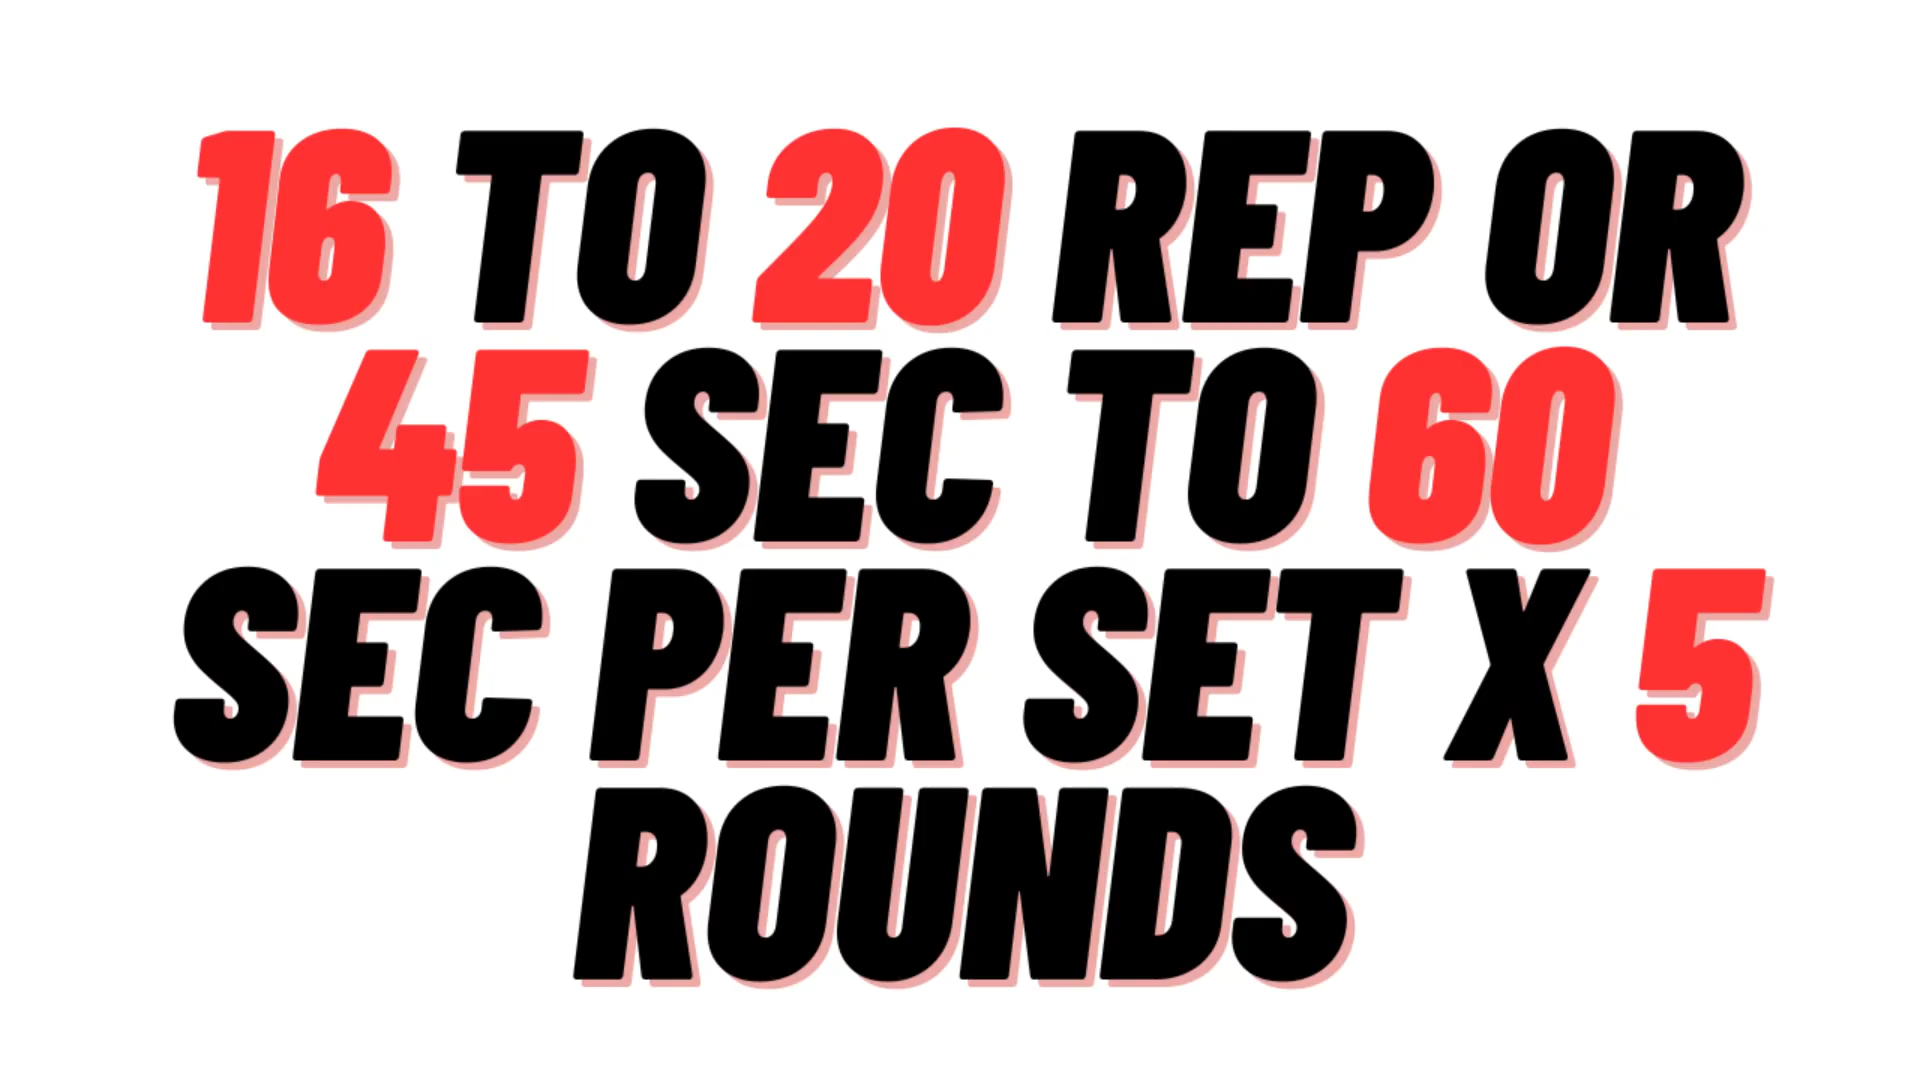 16 TO 20 REP OR
45 SEC TO 60
SEC PER SET X 5
ROUNDS